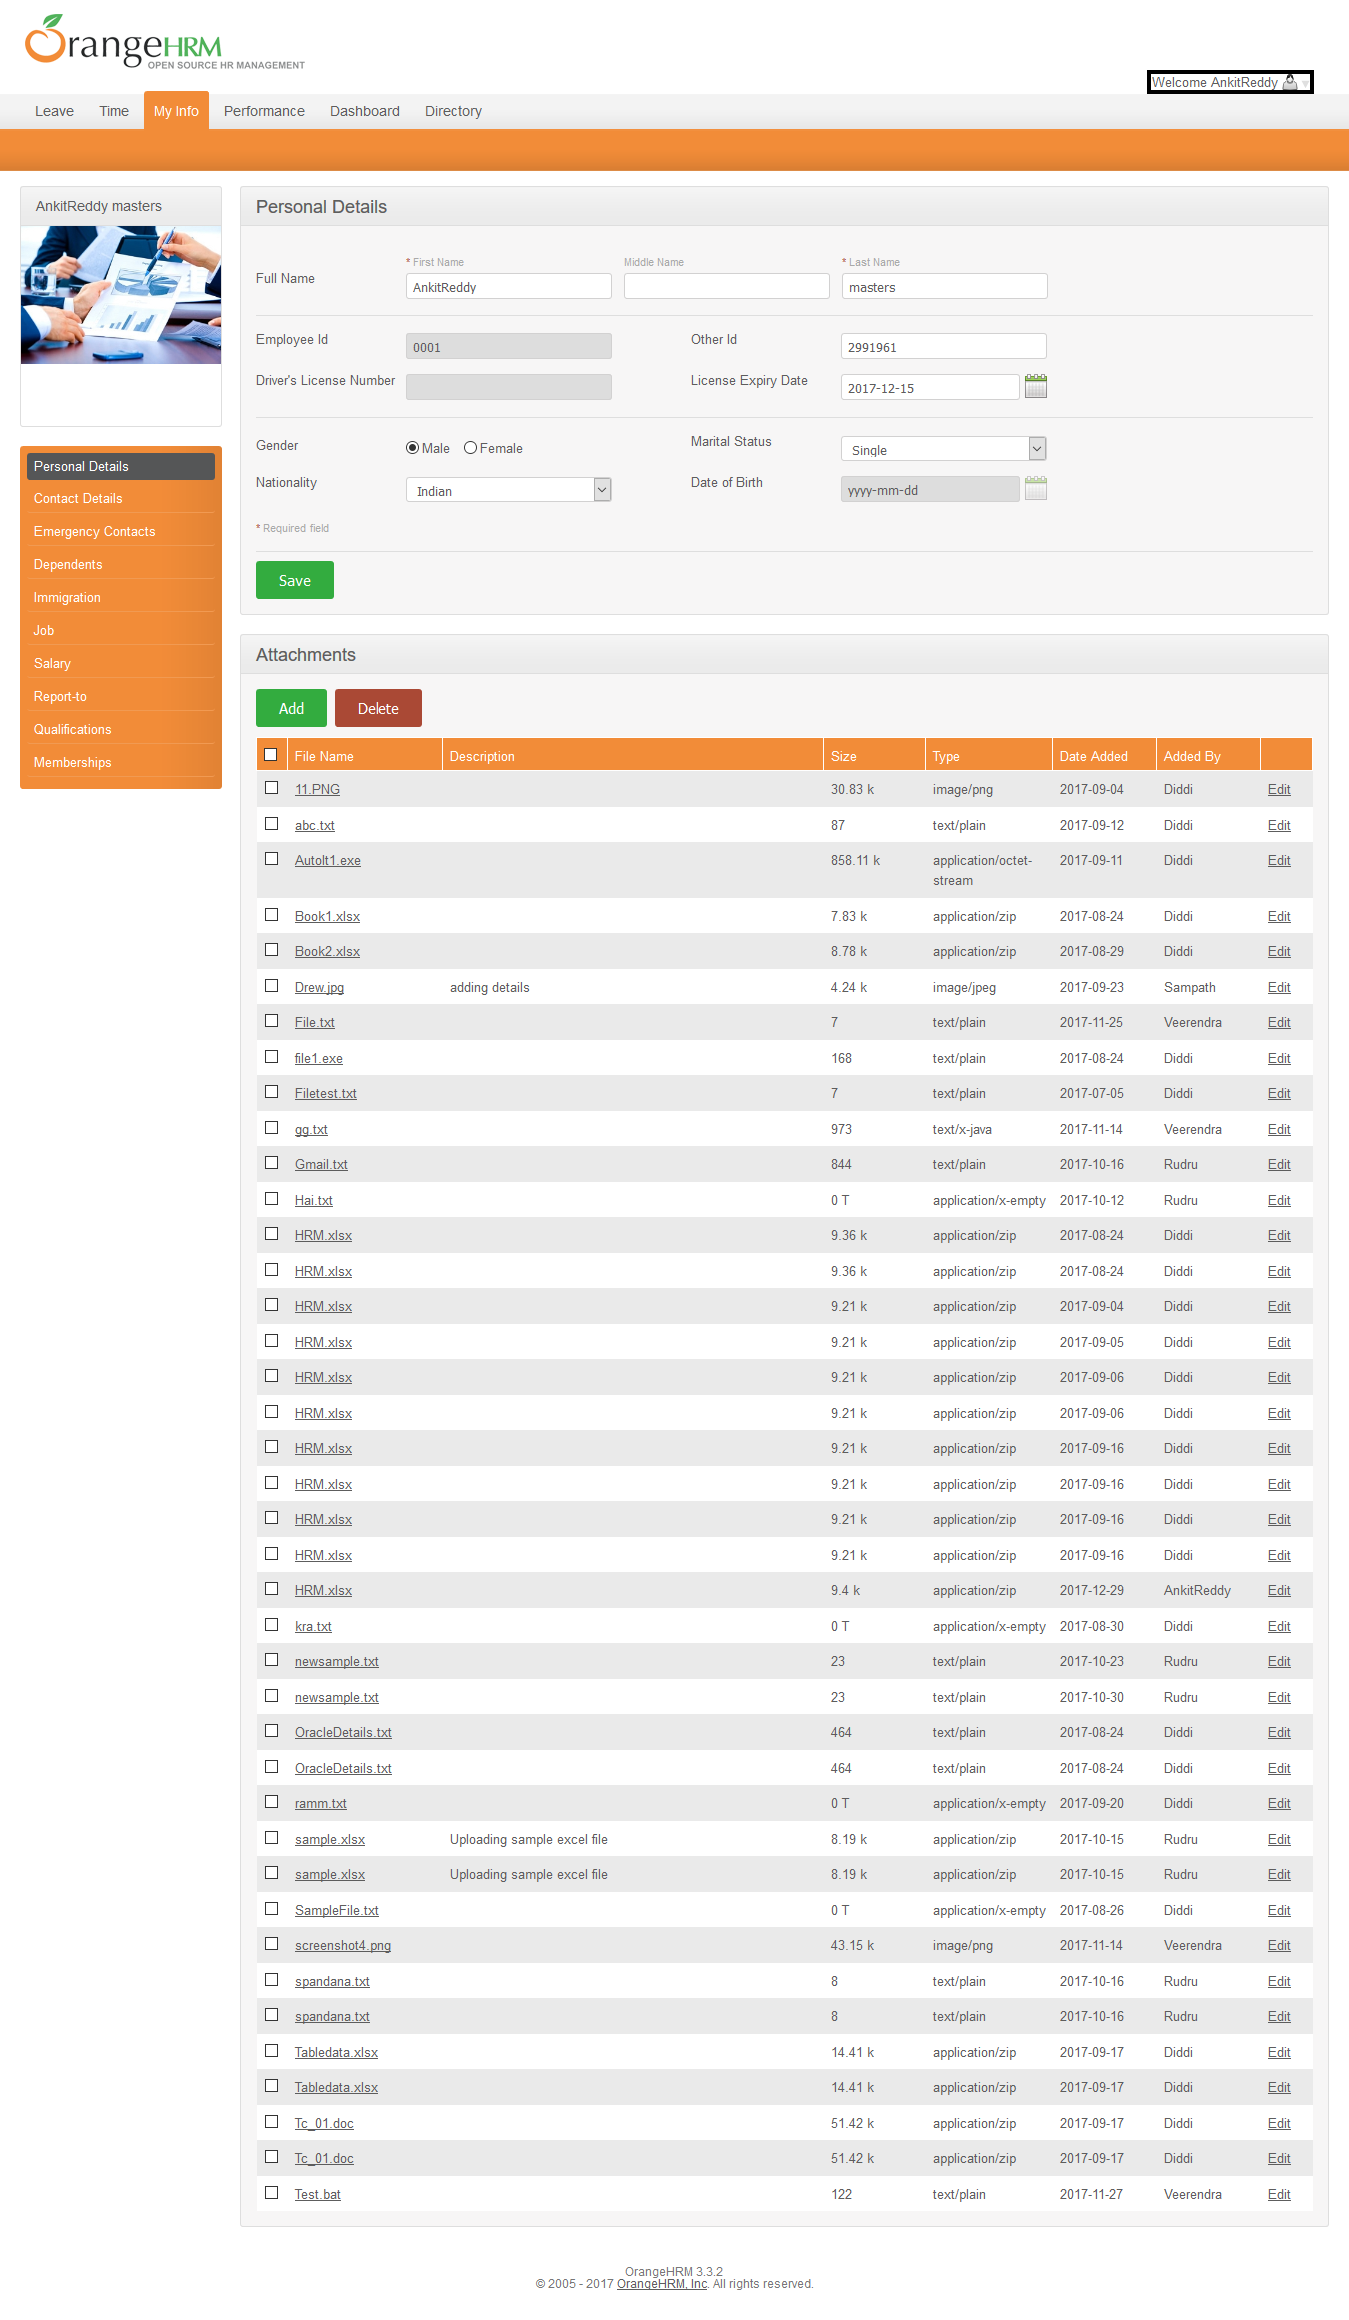 OrangeHRM
OPEN SOURCE HR MANAGEMENT
Welcome AnkitReddy
Leave Time My Info Performance Dashboard Directory
AnkitReddy masters
Personal Details
Contact Details
Emergency Contacts
Dependents
Immigration
Job
Salary
Report-to
Qualifications
Memberships
Personal Details
* First Name Middle Name * Last Name
Full Name AnkitReddy masters
Employee Id 0001 Other Id 2991961
Driver's License Number License Expiry Date 2017-12-15
Gender Male Female Marital Status Single
Nationality Indian Date of Birth yyyy-mm-dd
* Required field
Save
Attachments
Add Delete
File Name Description Size Type Date Added Added By
11.PNG 30.83 k image/png 2017-09-04 Diddi Edit
abc.txt 87 text/plain 2017-09-12 Diddi Edit
AutoIt1.exe 858.11 k application/octet- 2017-09-11 Diddi Edit
stream
Book1.xlsx 7.83 k application/zip 2017-08-24 Diddi Edit
Book2.xlsx 8.78 k application/zip 2017-08-29 Diddi Edit
Drew.jpg adding details 4.24 k image/jpeg 2017-09-23 Sampath Edit
File.txt 7 text/plain 2017-11-25 Veerendra Edit
file1.exe 168 text/plain 2017-08-24 Diddi Edit
Filetest.txt 7 text/plain 2017-07-05 Diddi Edit
gg.txt 973 text/x-java 2017-11-14 Veerendra Edit
Gmail.txt 844 text/plain 2017-10-16 Rudru Edit
Hai.txt 0 T application/x-empty 2017-10-12 Rudru Edit
HRM.xlsx 9.36 k application/zip 2017-08-24 Diddi Edit
HRM.xlsx 9.36 k application/zip 2017-08-24 Diddi Edit
HRM.xlsx 9.21 k application/zip 2017-09-04 Diddi Edit
HRM.xlsx 9.21 k application/zip 2017-09-05 Diddi Edit
HRM.xlsx 9.21 k application/zip 2017-09-06 Diddi Edit
HRM.xlsx 9.21 k application/zip 2017-09-06 Diddi Edit
HRM.xlsx 9.21 k application/zip 2017-09-16 Diddi Edit
HRM.xlsx 9.21 k application/zip 2017-09-16 Diddi Edit
HRM.xlsx 9.21 k application/zip 2017-09-16 Diddi Edit
HRM.xlsx 9.21 k application/zip 2017-09-16 Diddi Edit
HRM.xlsx 9.4 k application/zip 2017-12-29 AnkitReddy Edit
kra.txt 0 T application/x-empty 2017-08-30 Diddi Edit
newsample.txt 23 text/plain 2017-10-23 Rudru Edit
newsample.txt 23 text/plain 2017-10-30 Rudru Edit
OracleDetails.txt 464 text/plain 2017-08-24 Diddi Edit
OracleDetails.txt 464 text/plain 2017-08-24 Diddi Edit
ramm.txt 0 T application/x-empty 2017-09-20 Diddi Edit
sample.xlsx Uploading sample excel file 8.19 k application/zip 2017-10-15 Rudru Edit
sample.xlsx Uploading sample excel file 8.19 k application/zip 2017-10-15 Rudru Edit
SampleFile.txt 0 T application/x-empty 2017-08-26 Diddi Edit
screenshot4.png 43.15 k image/png 2017-11-14 Veerendra Edit
spandana.txt 8 text/plain 2017-10-16 Rudru Edit
spandana.txt 8 text/plain 2017-10-16 Rudru Edit
Tabledata.xlsx 14.41 k application/zip 2017-09-17 Diddi Edit
Tabledata.xlsx 14.41 k application/zip 2017-09-17 Diddi Edit
Tc_01.doc 51.42 k application/zip 2017-09-17 Diddi Edit
Tc_01.doc 51.42 k application/zip 2017-09-17 Diddi Edit
Test.bat 122 text/plain 2017-11-27 Veerendra Edit
OrangeHRM 3.3.2
© 2005 - 2017 OrangeHRM, Inc. All rights reserved.